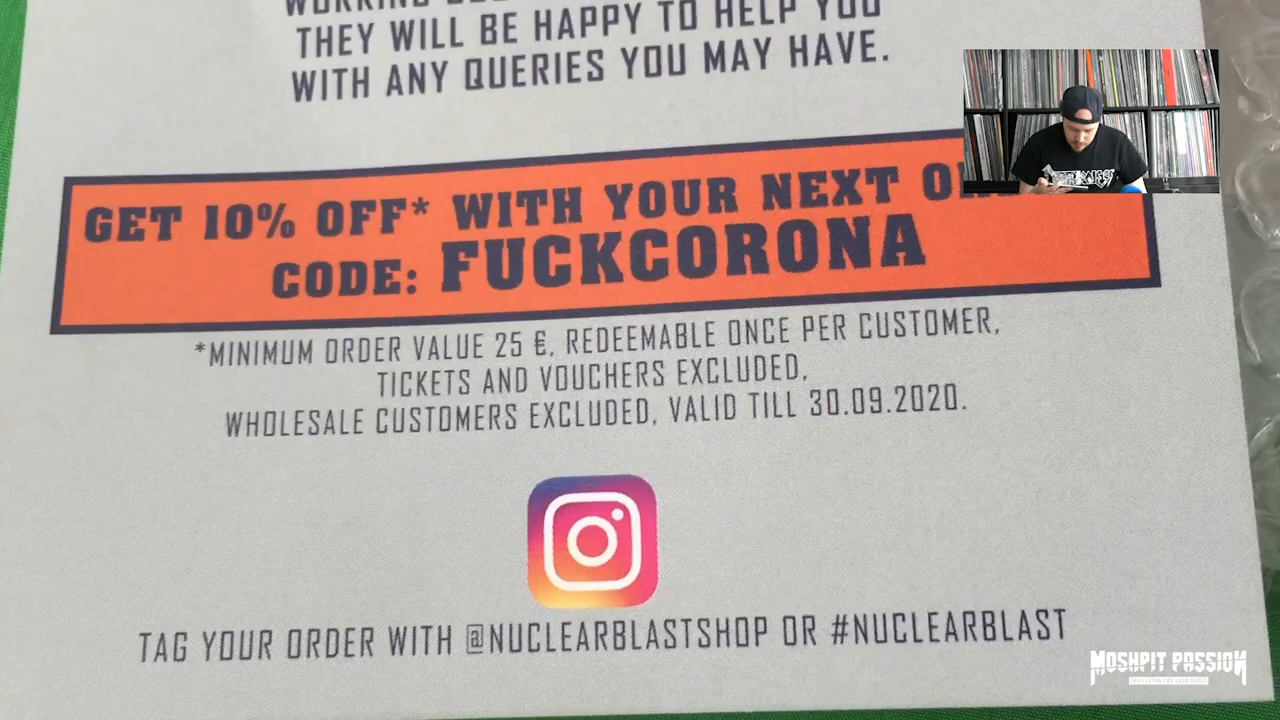 THEY WILL BE HAPPY TO HELP YOU
WITH ANY QUERIES YOU MAY HAVE.
GET 10% OFF* WITH YOUR NEXT
CODE: FUCKCORONA
*MINIMUM ORDER VALUE 25 €, REDEEMABLE ONCE PER CUSTOMER,
TICKETS AND VOUCHERS EXCLUDED,
WHOLESALE CUSTOMERS EXCLUDED, VALID TILL 30.09.2020.
TAG YOUR ORDER WITH @NUCLEARBLASTSHOP OR #NUCLEARBLAST
MOSHPIT PASSION